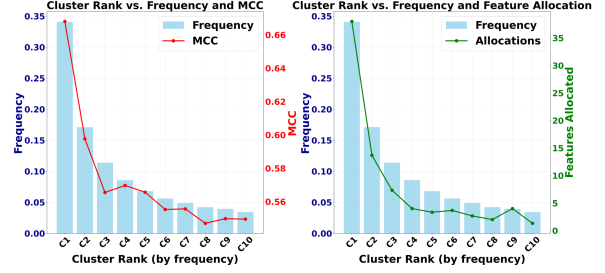 Cluster Rank vs. Frequency and MCC
0.35
0.30
0.25
0.20
0.15
0.10
0.05
0.00
Frequency
Frequency
MCC
0.66
0.64
0.62
0.60
0.58
0.56
MCC
C1 C2 C3 C4 C5 C6 C7 C8 C9 C10
Cluster Rank (by frequency)
Cluster Rank vs. Frequency and Feature Allocation
0.35
0.30
0.25
0.20
0.15
0.10
0.05
0.00
Frequency
Frequency
Allocations
35
30
25
20
15
10
5
0
Features Allocated
C1 C2 C3 C4 C5 C6 C7 C8 C9 C10
Cluster Rank (by frequency)